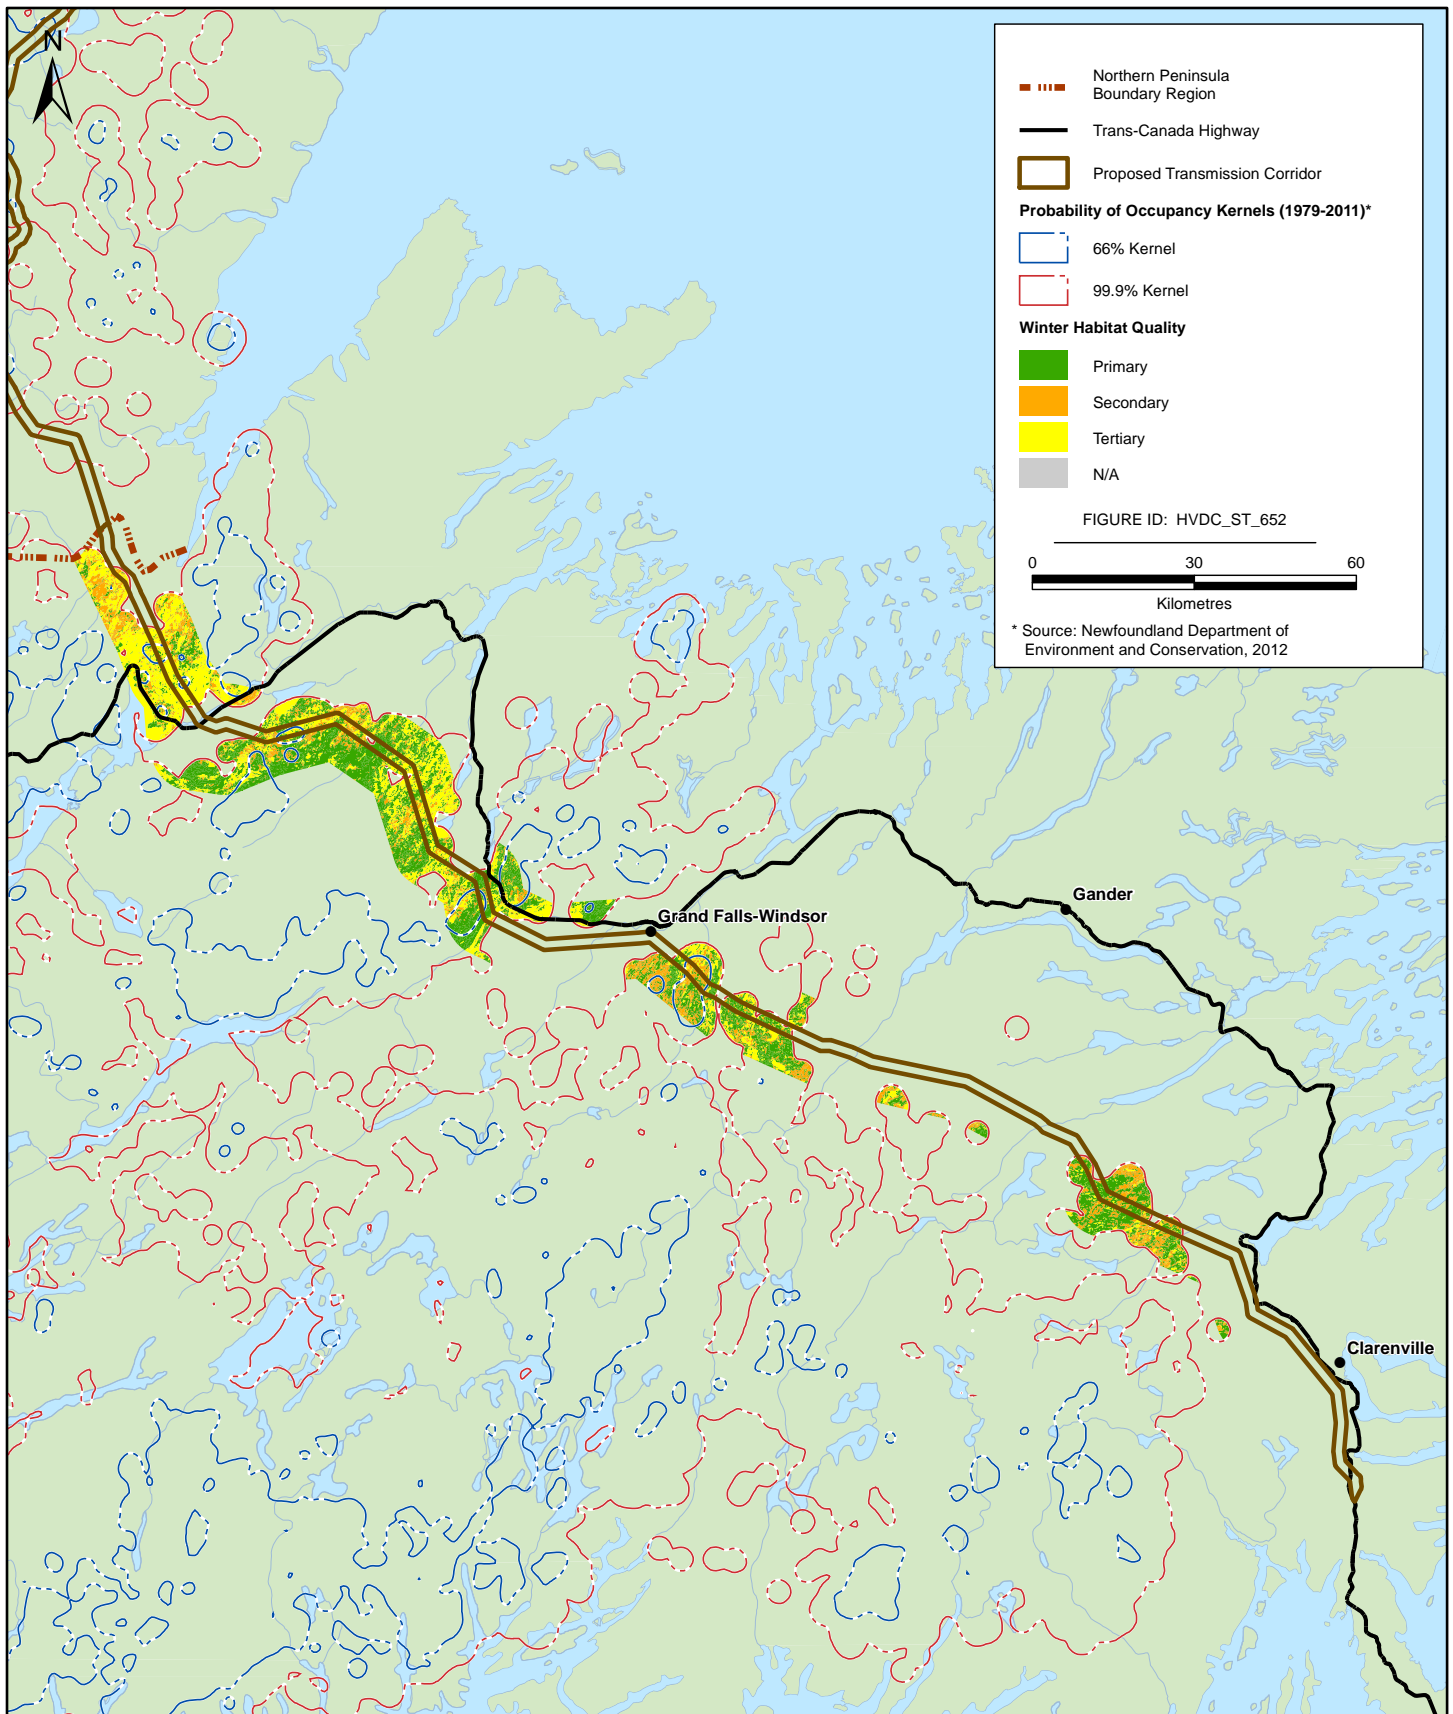 N
Northern Peninsula
Boundary Region
Trans-Canada Highway
Proposed Transmission Corridor
Probability of Occupancy Kernels (1979-2011)*
66% Kernel
99.9% Kernel
Winter Habitat Quality
Primary
Secondary
Tertiary
N/A
FIGURE ID: HVDC_ST_652
0 30 60
Kilometres
* Source: Newfoundland Department of
Environment and Conservation, 2012
Gander
Grand Falls-Windsor
Clarenville